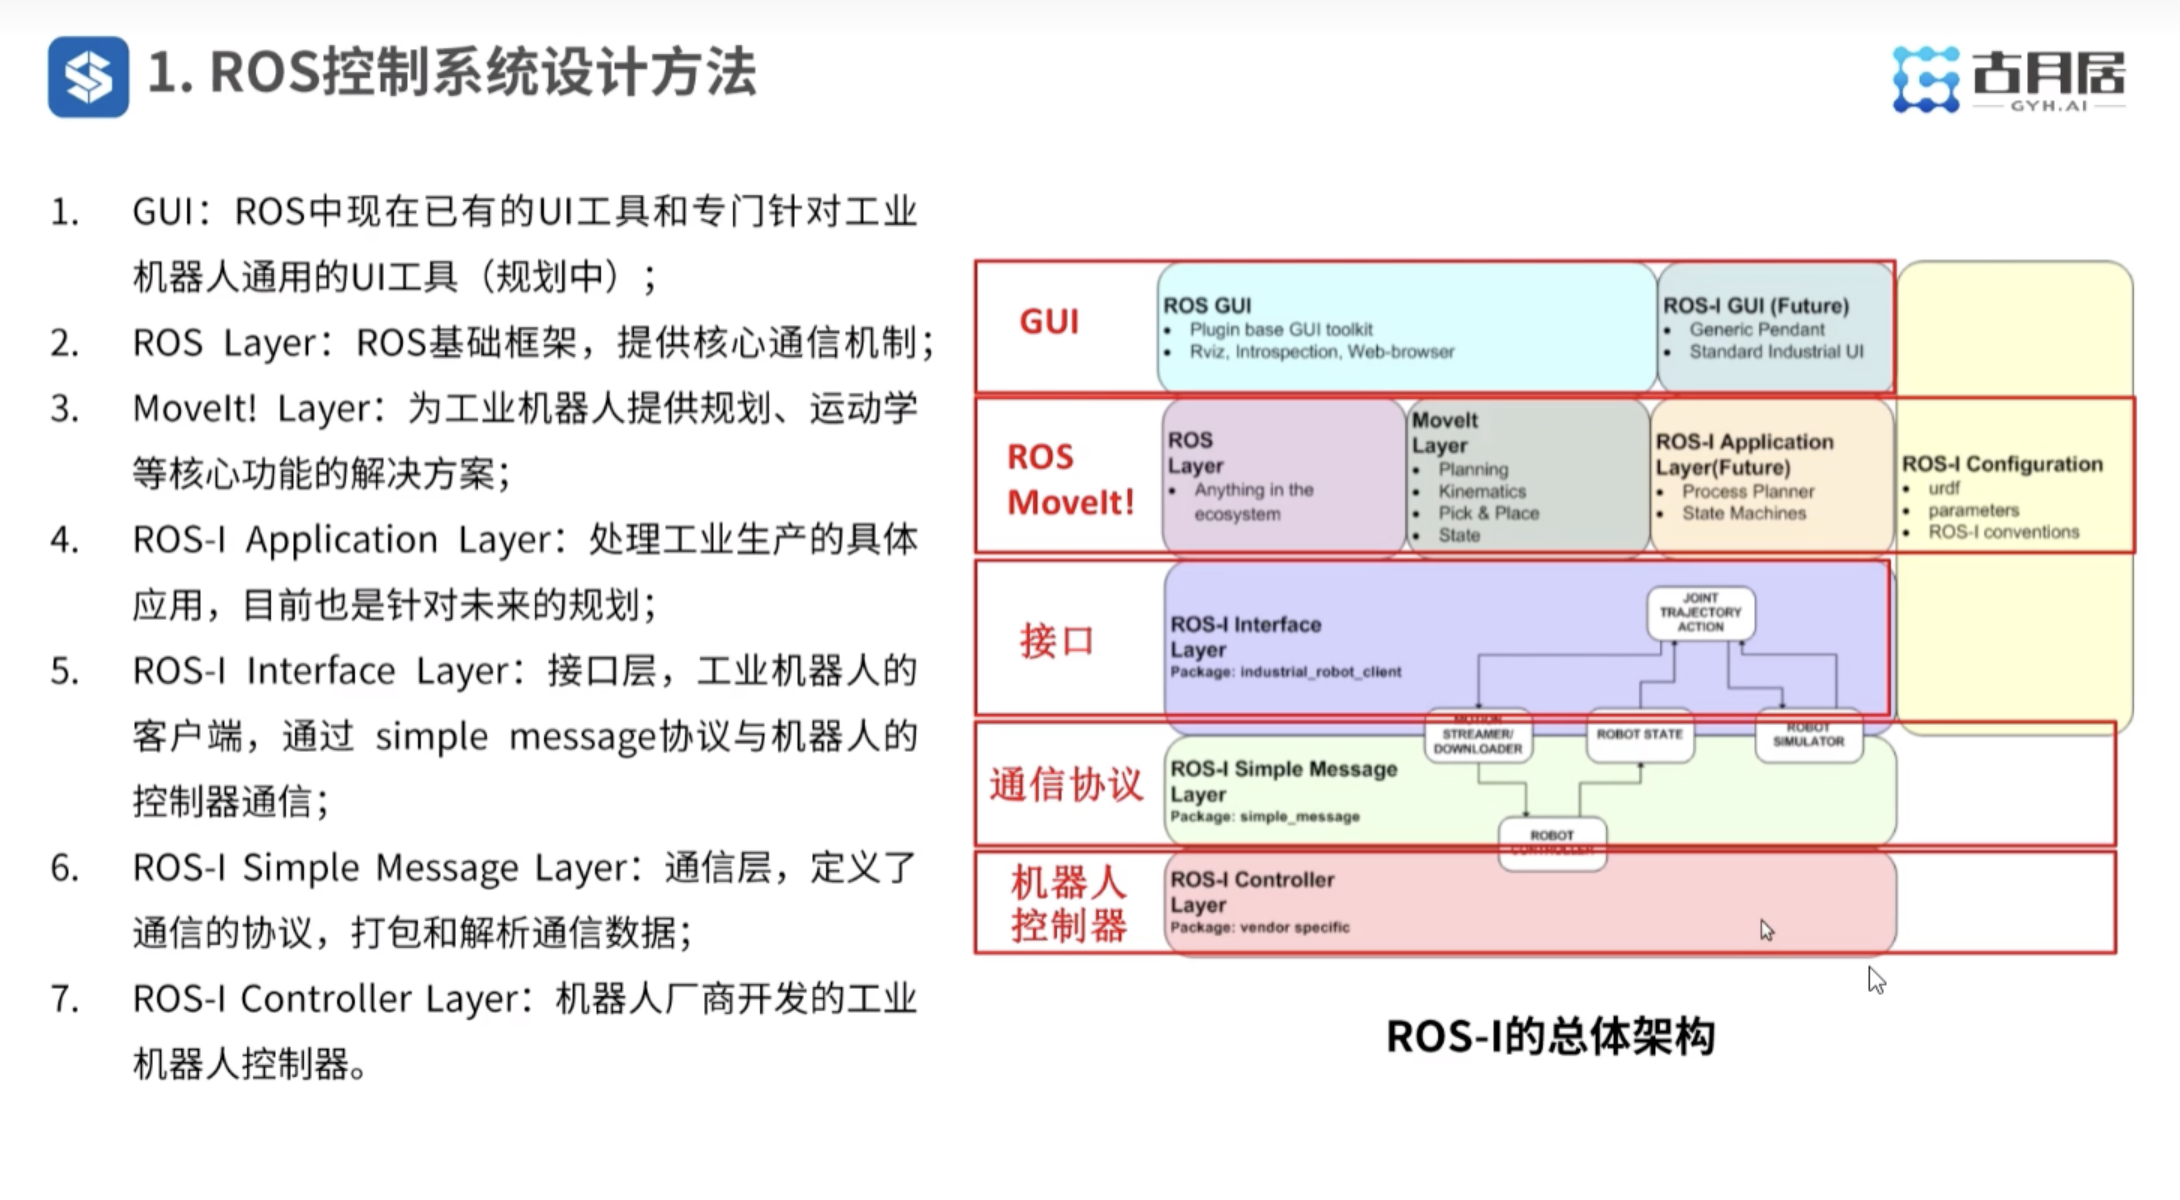 1. ROS控制系统设计方法
古月居
GYH.AI
1. GUI：ROS中现在已有的UI工具和专门针对工业
机器人通用的UI工具（规划中）；
2. ROS Layer：ROS基础框架，提供核心通信机制；
3. MoveIt! Layer：为工业机器人提供规划、运动学
等核心功能的解决方案；
4. ROS-I Application Layer：处理工业生产的具体
应用，目前也是针对未来的规划；
5. ROS-I Interface Layer：接口层，工业机器人的
客户端，通过 simple message协议与机器人的
控制器通信；
6. ROS-I Simple Message Layer：通信层，定义了
通信的协议，打包和解析通信数据；
7. ROS-I Controller Layer：机器人厂商开发的工业
机器人控制器。
GUI
ROS GUI
• Plugin base GUI toolkit
• Rviz, Introspection, Web-browser
ROS-I GUI (Future)
• Generic Pendant
• Standard Industrial UI
ROS
MoveIt!
ROS
Layer
• Anything in the
ecosystem
MoveIt
Layer
• Planning
• Kinematics
• Pick & Place
• State
ROS-I Application
Layer(Future)
• Process Planner
• State Machines
ROS-I Configuration
• urdf
• parameters
• ROS-I conventions
接口
ROS-I Interface
Layer
Package: industrial_robot_client
JOINT
TRAJECTORY
ACTION
MOTION
STREAMER/
DOWNLOADER
ROBOT STATE
ROBOT
SIMULATOR
通信协议
ROS-I Simple Message
Layer
Package: simple_message
ROBOT
CONTROLLER
机器人
控制器
ROS-I Controller
Layer
Package: vendor specific
ROS-I的总体架构